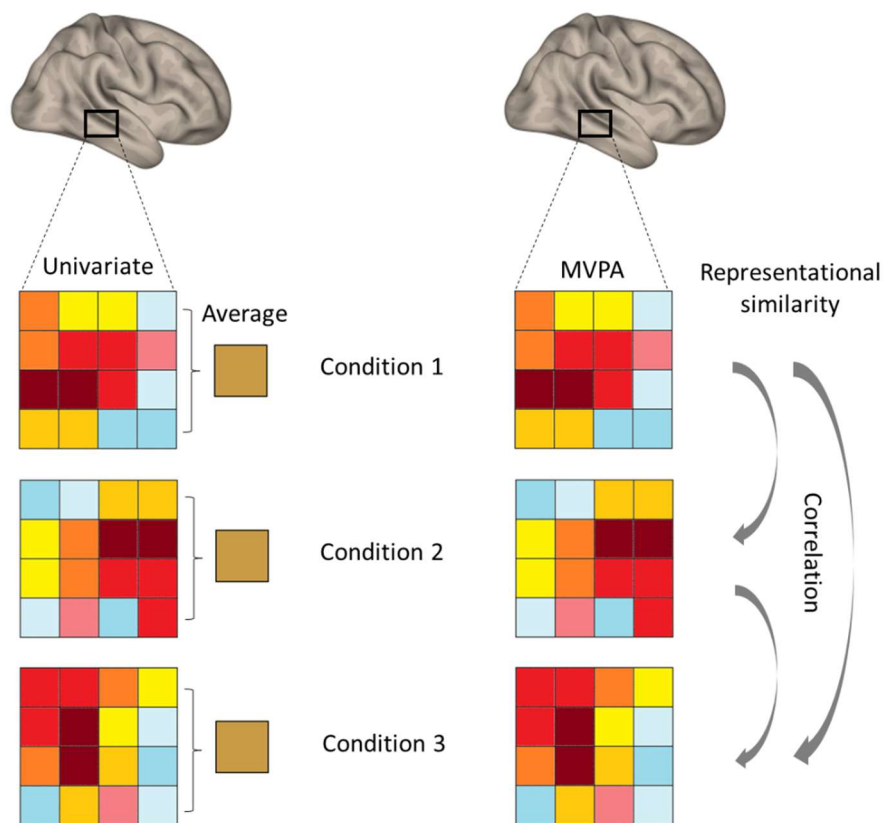 Univariate
MVPA
Representational
similarity
Average
Condition 1
Condition 2
Correlation
Condition 3